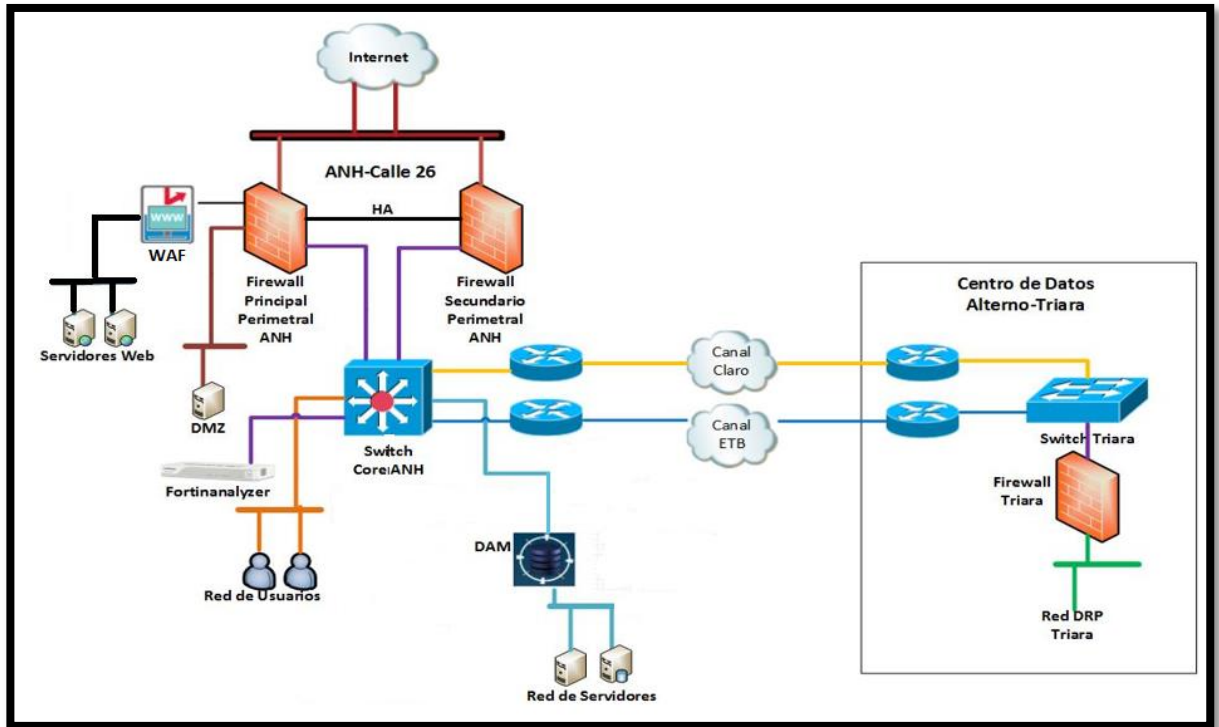 Internet
ANH-Calle 26
WWW
HA
WAF
Firewall
Principal
Perimetral
ANH
Firewall
Secundario
Perimetral
ANH
Servidores Web
DMZ
Switch
Core:ANH
Fortinanalyzer
Red de Usuarios
DAM
Red de Servidores
Canal
Claro
Canal
ETB
Centro de Datos
Alterno-Triara
Switch Triara
Firewall
Triara
Red DRP
Triara